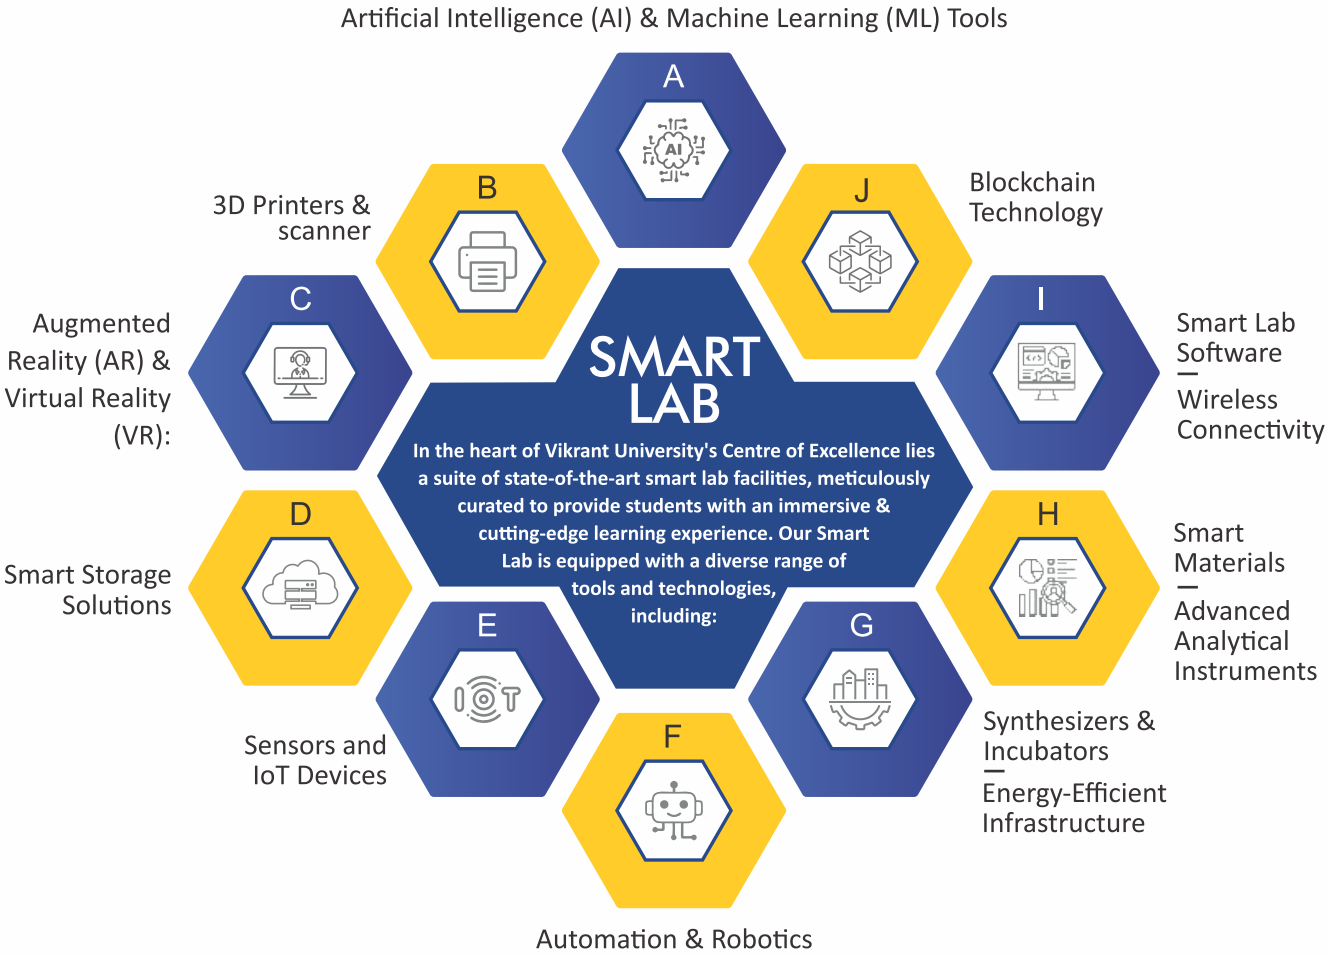 Artificial Intelligence (AI) & Machine Learning (ML) Tools
A
AI
B
3D Printers &
scanner
C
Augmented
Reality (AR) &
Virtual Reality
(VR):
D
Smart Storage
Solutions
E
IOT
Sensors and
IoT Devices
F
Automation & Robotics
G
Synthesizers &
Incubators
Energy-Efficient
Infrastructure
H
Smart
Materials
Advanced
Analytical
Instruments
I
</>
Smart Lab
Software
Wireless
Connectivity
J
Blockchain
Technology
SMART
LAB
In the heart of Vikrant University's Centre of Excellence lies
a suite of state-of-the-art smart lab facilities, meticulously
curated to provide students with an immersive &
cutting-edge learning experience. Our Smart
Lab is equipped with a diverse range of
tools and technologies,
including: